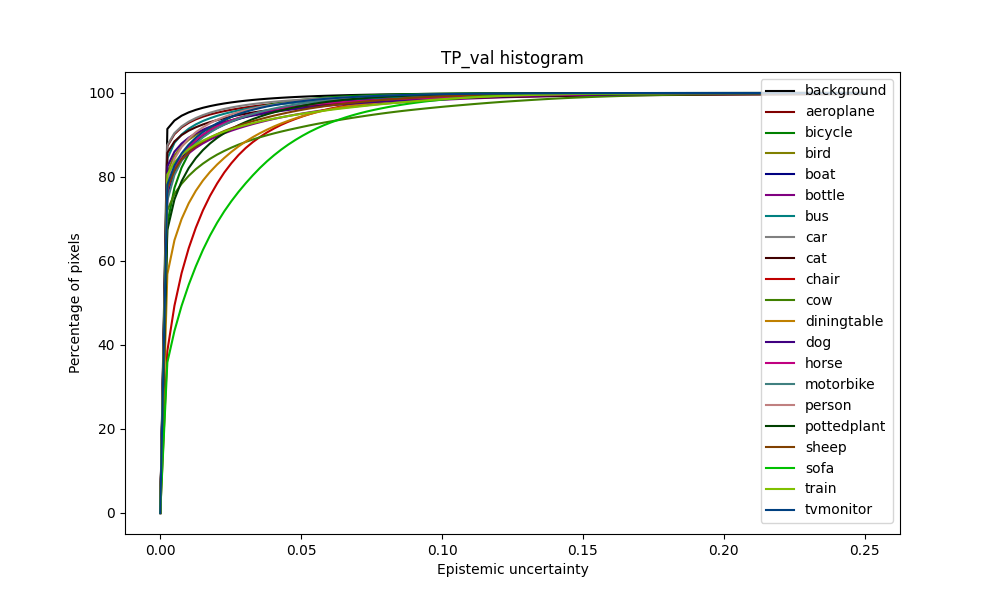 TP_val histogram
Percentage of pixels
100
80
60
40
20
0
0.00
0.05
0.10
0.15
0.20
0.25
Epistemic uncertainty
background
aeroplane
bicycle
bird
boat
bottle
bus
car
cat
chair
cow
diningtable
dog
horse
motorbike
person
pottedplant
sheep
sofa
train
tvmonitor